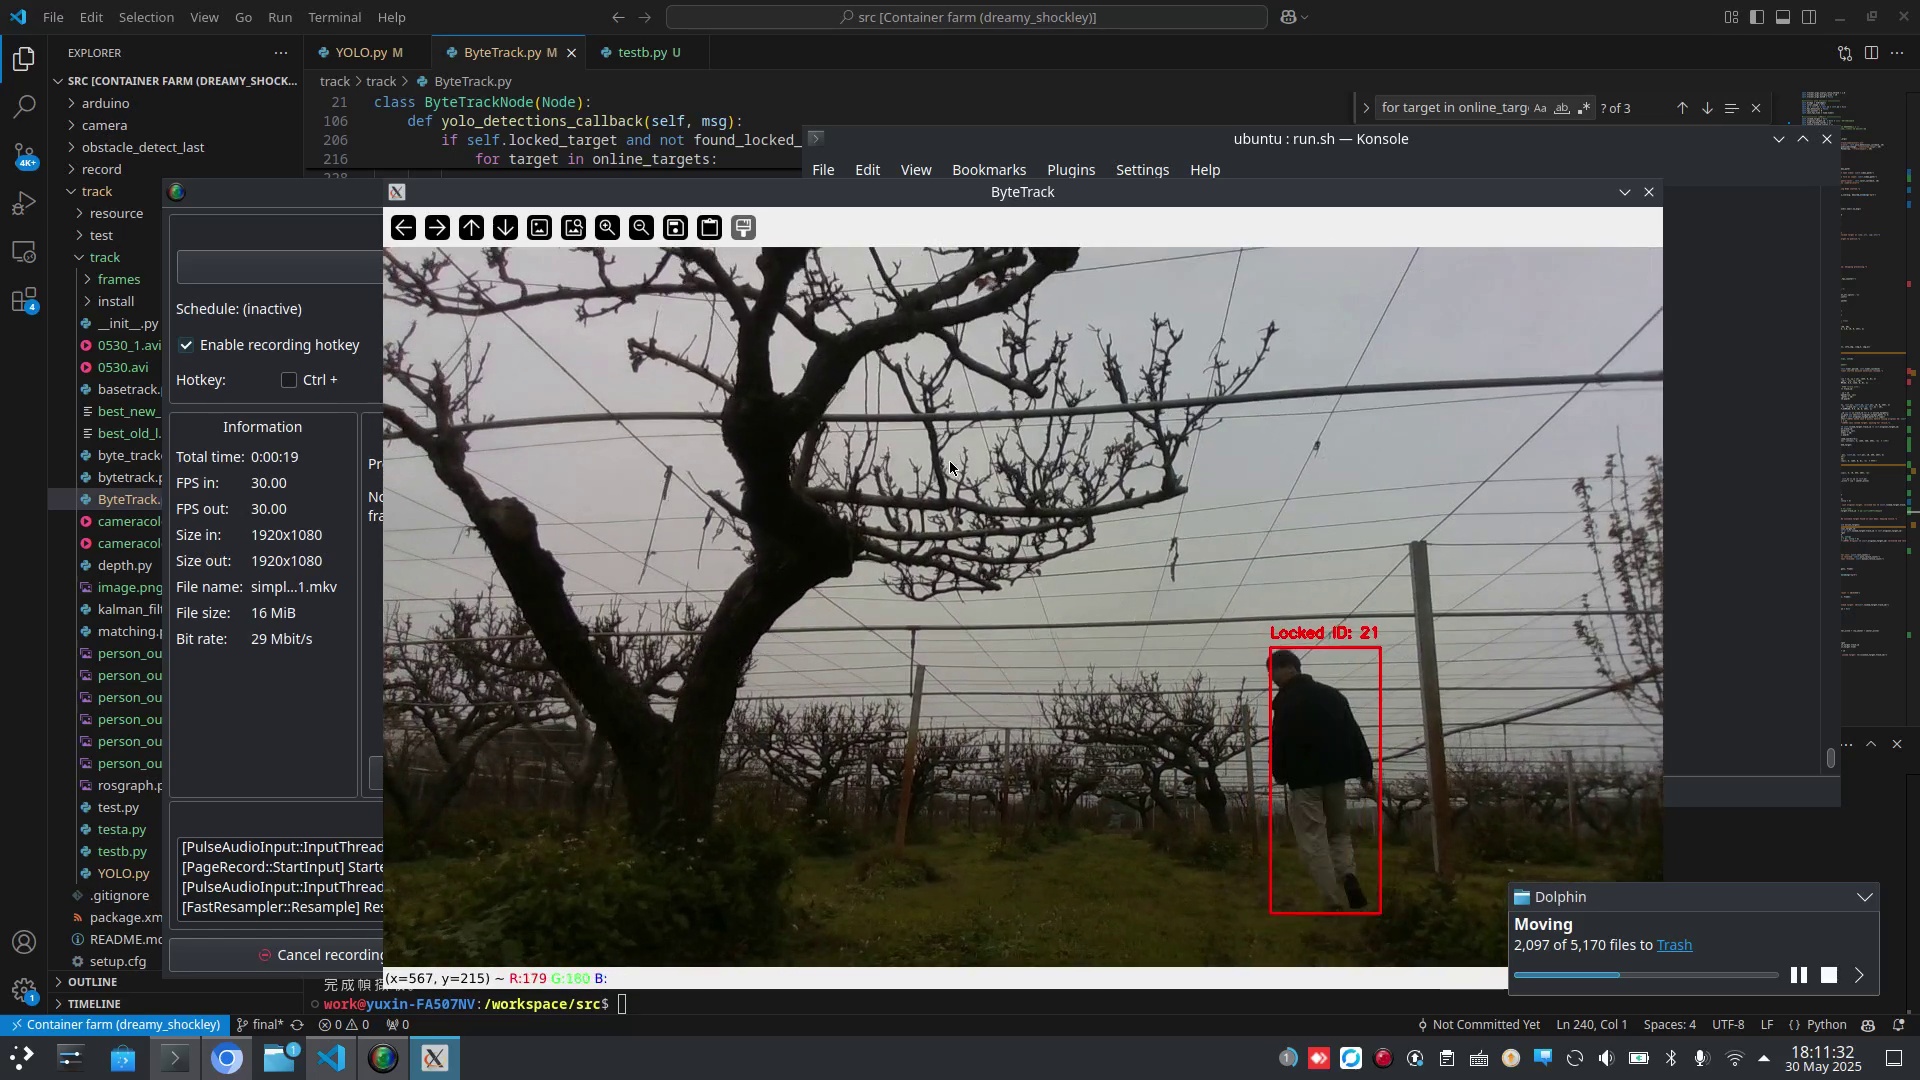 File Edit Selection View Go Run Terminal Help
src [Container farm (dreamy_shockley)]
EXPLORER
SRC [CONTAINER FARM (DREAMY_SHOCK...
arduino
camera
obstacle_detect_last
record
track
resource
test
track
frames
install
__init__.py
0530_1.avi
0530.avi
basetrack.
best_new_
best_old_l.
byte_track
bytetrack.p
ByteTrack.
cameracol
cameracol
depth.py
image.png
kalman_filt
matching.p
person_ou
person_ou
person_ou
person_ou
person_ou
person_ou
rosgraph.p
test.py
testa.py
testb.py
YOLO.py
.gitignore
package.xm
README.md
setup.cfg
OUTLINE
TIMELINE
4K+
4
1
YOLO.py M
ByteTrack.py M
testb.py U
track > track > ByteTrack.py
21 class ByteTrackNode(Node):
106 def yolo_detections_callback(self, msg):
206 if self.locked_target and not found_locked_
216 for target in online_targets:
228
for target in online_targ
Aa ab .*
? of 3
ubuntu : run.sh — Konsole
File Edit View Bookmarks Plugins Settings Help
ByteTrack
Schedule: (inactive)
Enable recording hotkey
Hotkey: Ctrl +
Information
Total time: 0:00:19
FPS in: 30.00
FPS out: 30.00
Size in: 1920x1080
Size out: 1920x1080
File name: simpl...1.mkv
File size: 16 MiB
Bit rate: 29 Mbit/s
Pr
No
fra
[PulseAudioInput::InputThread
[PageRecord::StartInput] Starte
[PulseAudioInput::InputThread
[FastResampler::Resample] Res
Cancel recording
Locked ID: 21
(x=567, y=215) ~ R:179 G:180 B:
work@yuxin-FA507NV:/workspace/src$
Dolphin
Moving
2,097 of 5,170 files to Trash
Container farm (dreamy_shockley) final* 0 0 0
Not Committed Yet Ln 240, Col 1 Spaces: 4 UTF-8 LF {} Python
1
1
18:11:32
30 May 2025